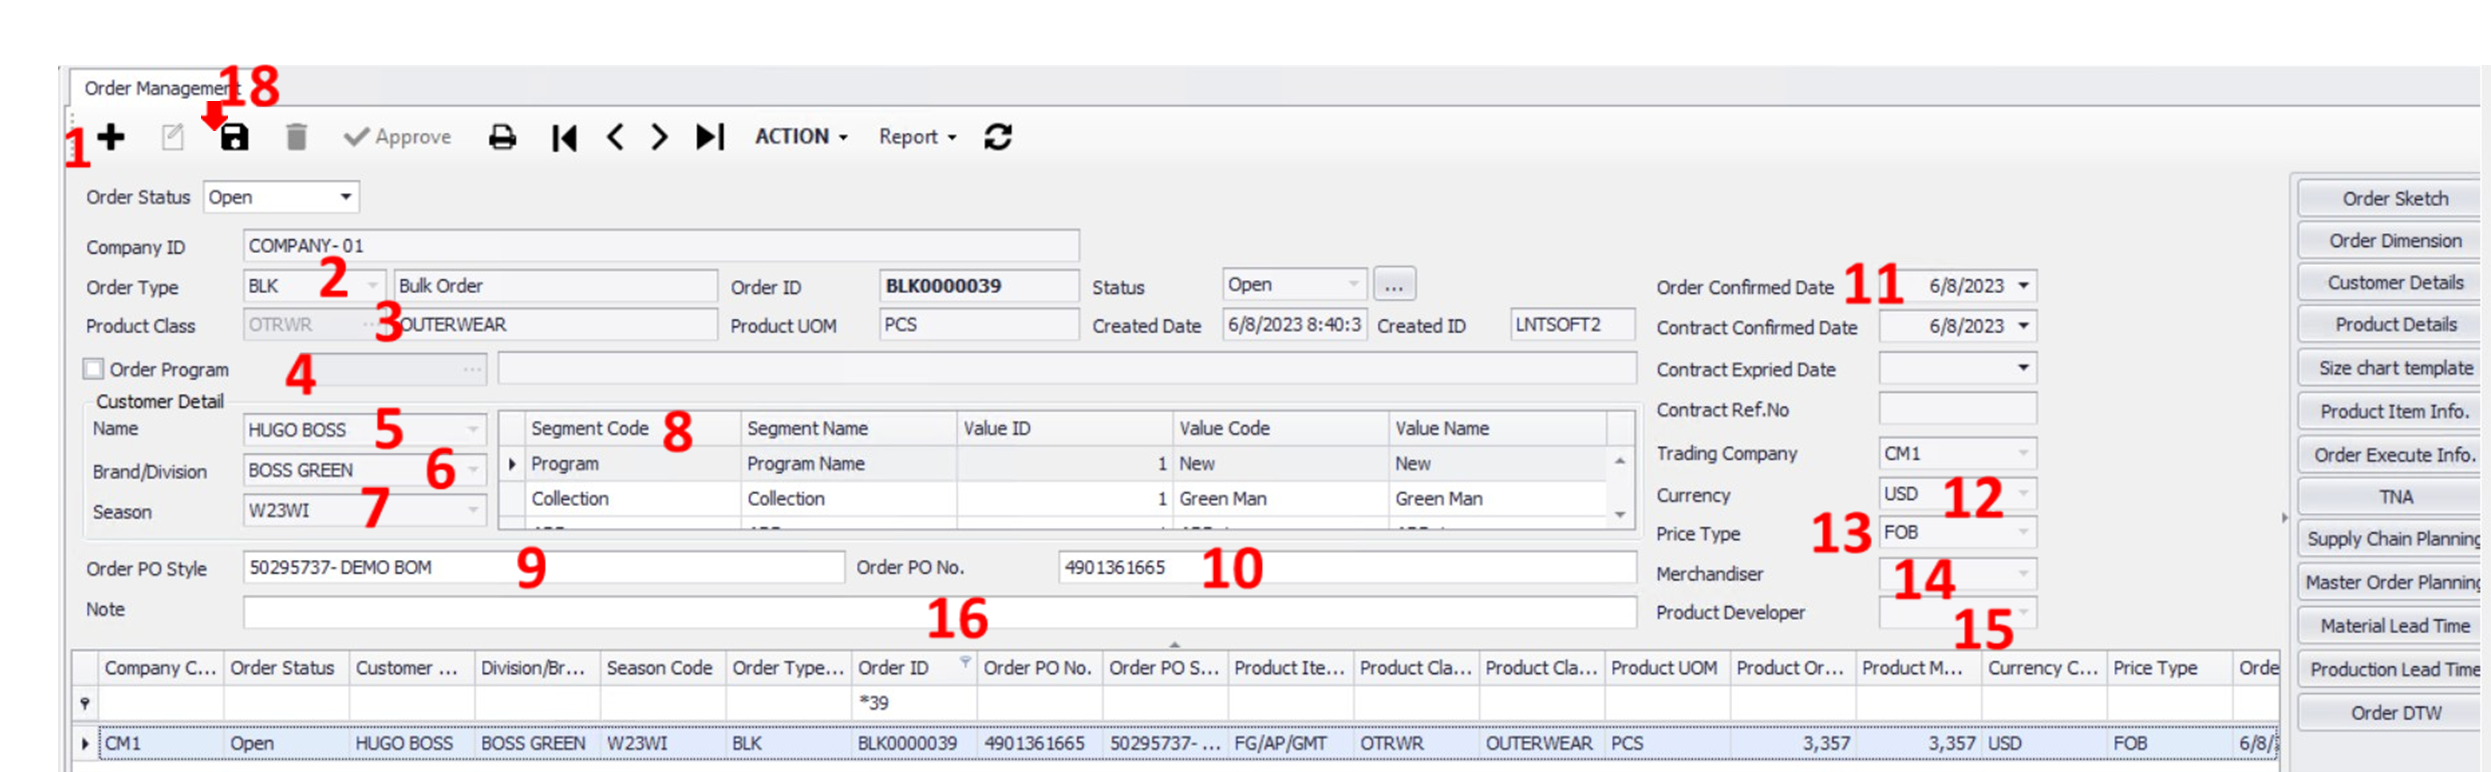 18
Order Management
1
Approve ACTION Report
Order Status Open
Company ID COMPANY- 01
Order Type BLK 2 Bulk Order Order ID BLK0000039 Status Open ... Order Confirmed Date 11 6/8/2023
Product Class OTRWR ... 3 OUTERWEAR Product UOM PCS Created Date 6/8/2023 8:40:3 Created ID LNTSOFT2 Contract Confirmed Date 6/8/2023
Order Program 4 ... Contract Expried Date
Customer Detail
Name HUGO BOSS 5 Segment Code 8 Segment Name Value ID Value Code Value Name Contract Ref.No
Brand/Division BOSS GREEN 6 Program Program Name 1 New New Trading Company CM1
Season W23WI 7 Collection Collection 1 Green Man Green Man Currency USD 12
Price Type 13 FOB
Order PO Style 50295737- DEMO BOM 9 Order PO No. 4901361665 10 Merchandiser 14
Note 16 Product Developer 15
Company C... Order Status Customer ... Division/Br... Season Code Order Type... Order ID Order PO No. Order PO S... Product Ite... Product Cla... Product Cla... Product UOM Product Or... Product M... Currency C... Price Type Orde
*39
CM1 Open HUGO BOSS BOSS GREEN W23WI BLK BLK0000039 4901361665 50295737- ... FG/AP/GMT OTRWR OUTERWEAR PCS 3,357 3,357 USD FOB 6/8/
Order Sketch
Order Dimension
Customer Details
Product Details
Size chart template
Product Item Info.
Order Execute Info.
TNA
Supply Chain Planning
Master Order Planning
Material Lead Time
Production Lead Time
Order DTW